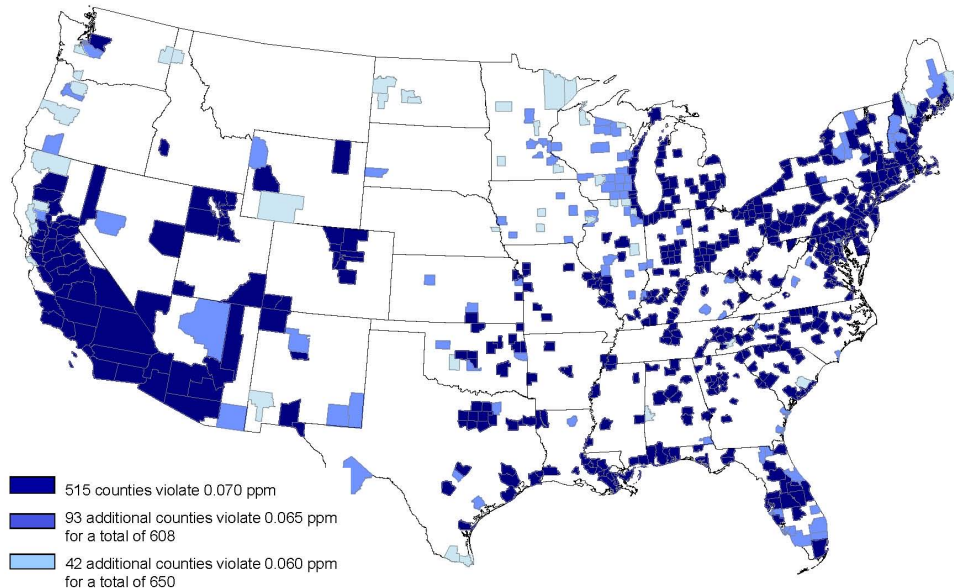 515 counties violate 0.070 ppm
93 additional counties violate 0.065 ppm
for a total of 608
42 additional counties violate 0.060 ppm
for a total of 650